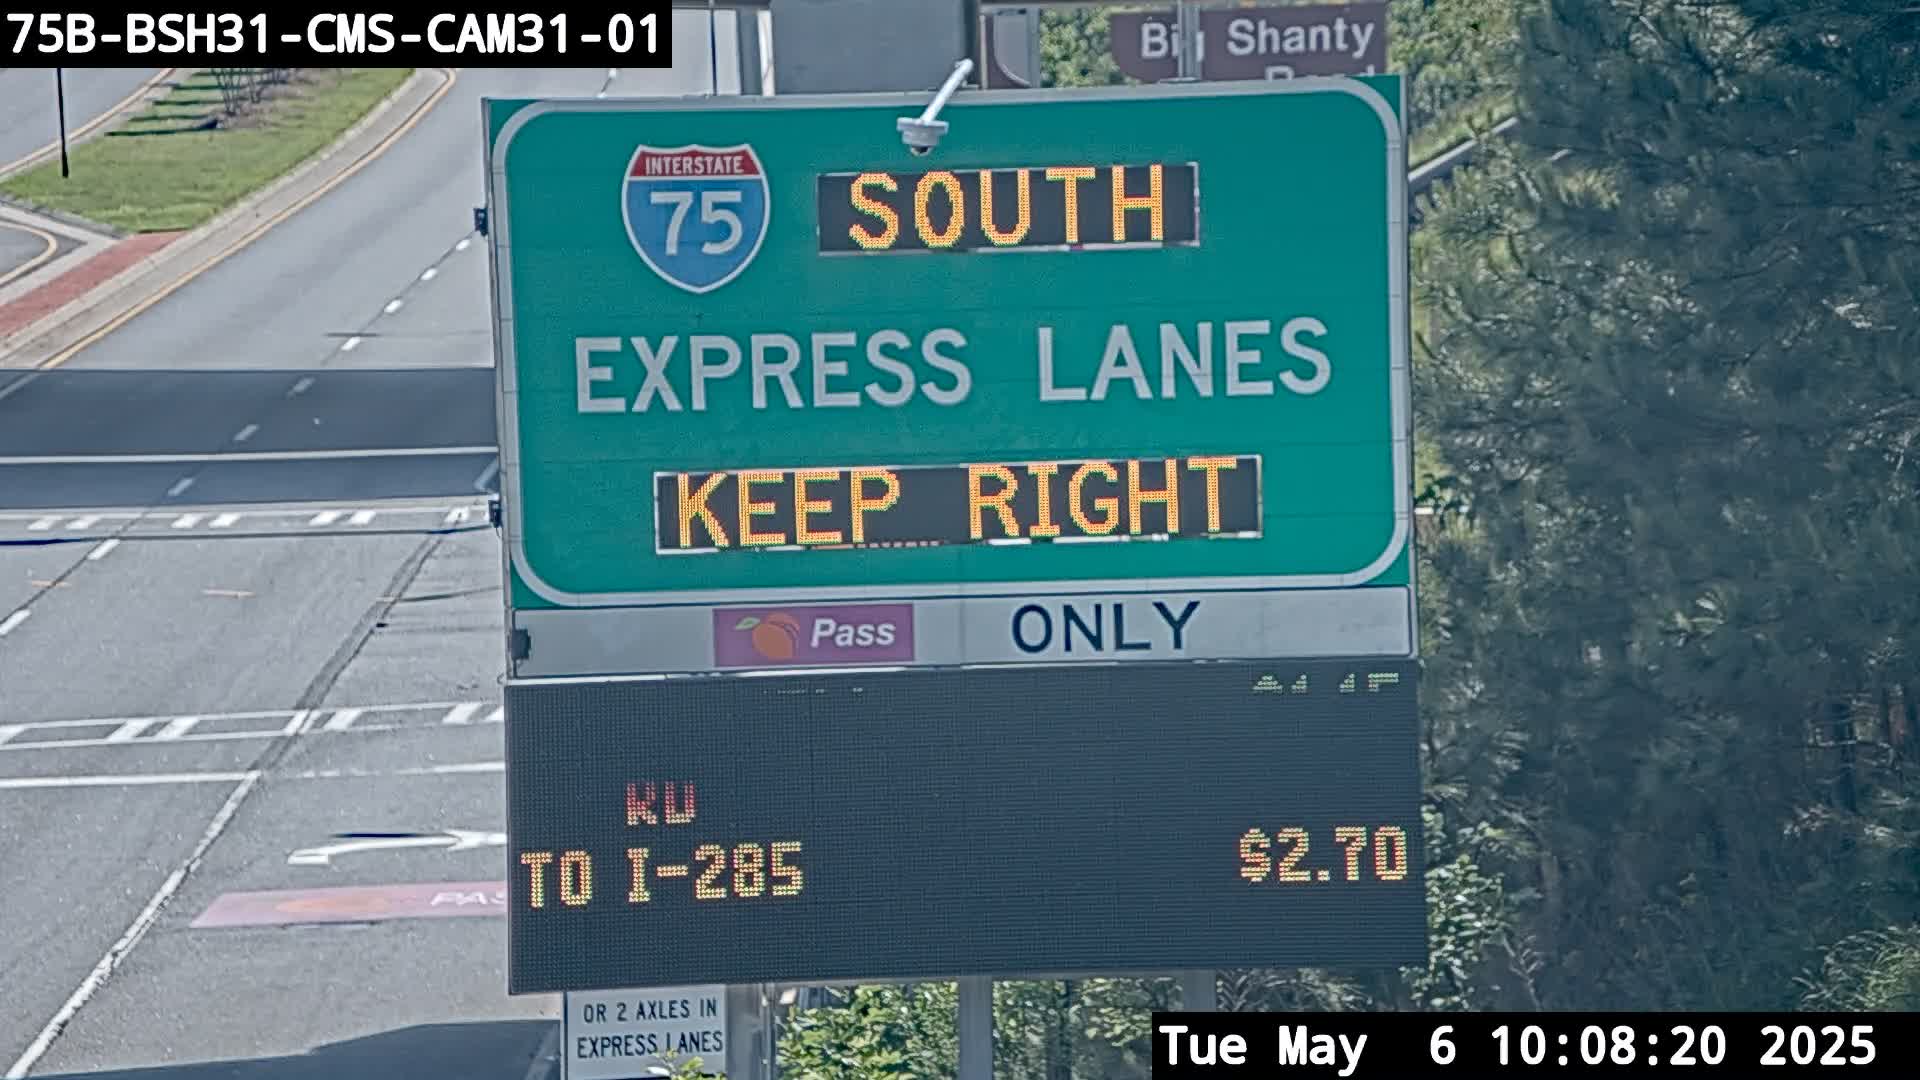 75B-BSH31-CMS-CAM31-01
Big Shanty
INTERSTATE
75
SOUTH
EXPRESS LANES
KEEP RIGHT
Pass ONLY
TO I-285 $2.70
OR 2 AXLES IN
EXPRESS LANES
Tue May 6 10:08:20 2025